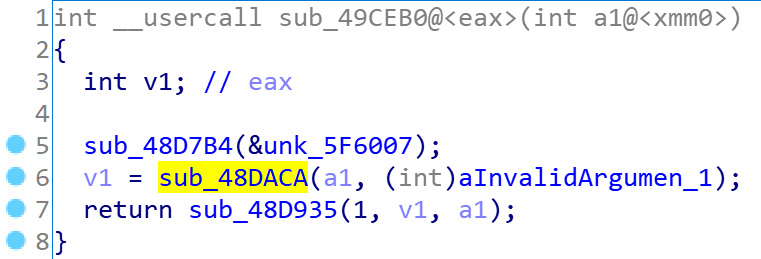 1 int __usercall sub_49CEB0@<eax>(int a1@<xmm0>)
2 {
3 int v1; // eax
4
5 sub_48D7B4(&unk_5F6007);
6 v1 = sub_48DACA(a1, (int)aInvalidArgumen_1);
7 return sub_48D935(1, v1, a1);
8 }